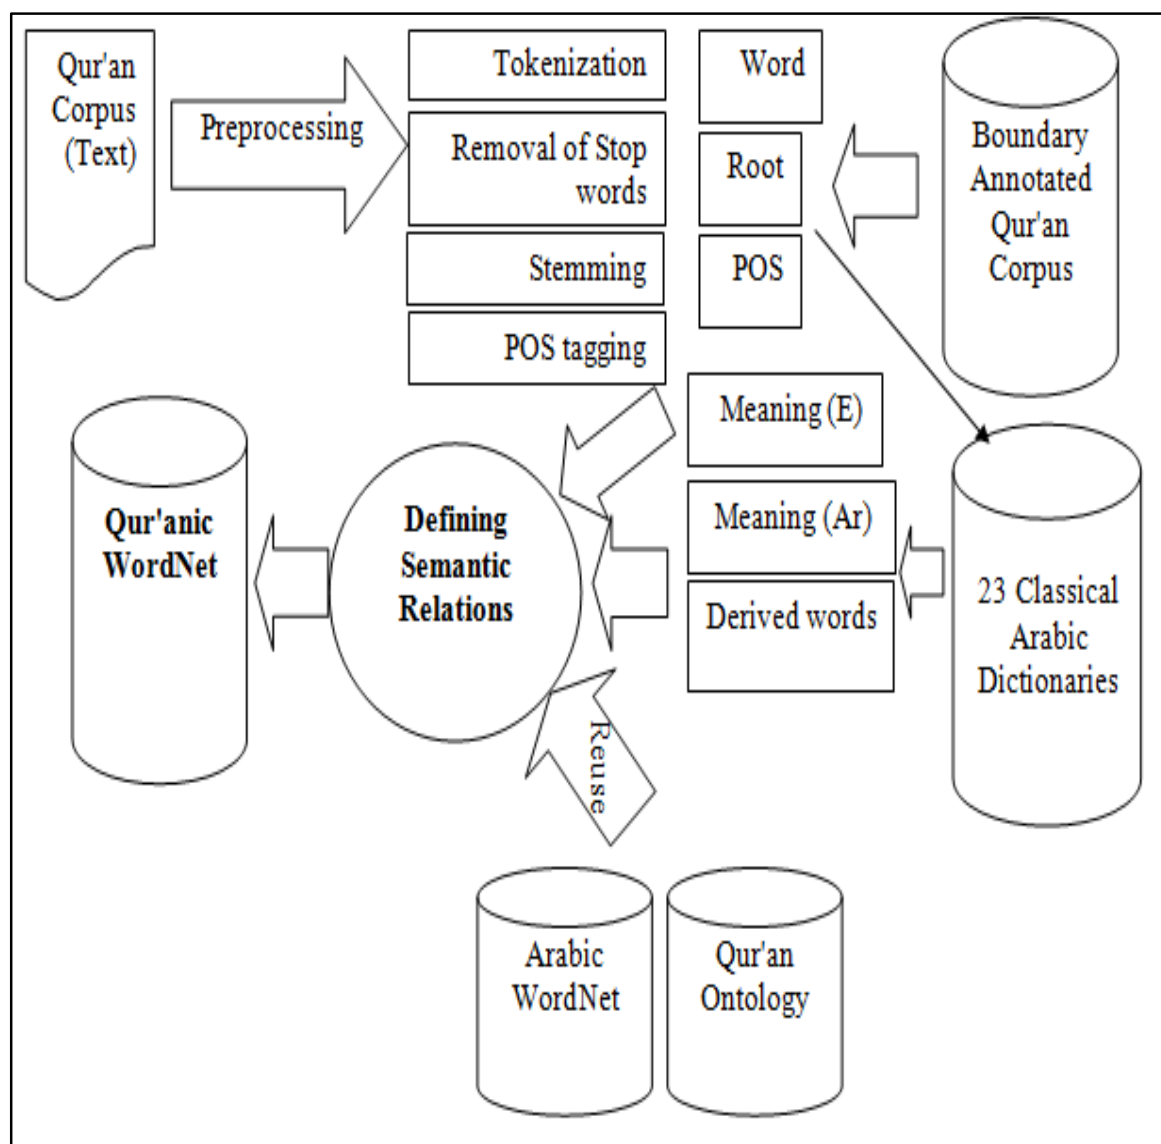 Qur'an
Corpus
(Text)
Preprocessing
Tokenization
Removal of Stop
words
Stemming
POS tagging
Word
Root
POS
Boundary
Annotated
Qur'an
Corpus
Meaning (E)
Meaning (Ar)
Derived words
23 Classical
Arabic
Dictionaries
Defining
Semantic
Relations
Qur'anic
WordNet
Reuse
Arabic
WordNet
Qur'an
Ontology